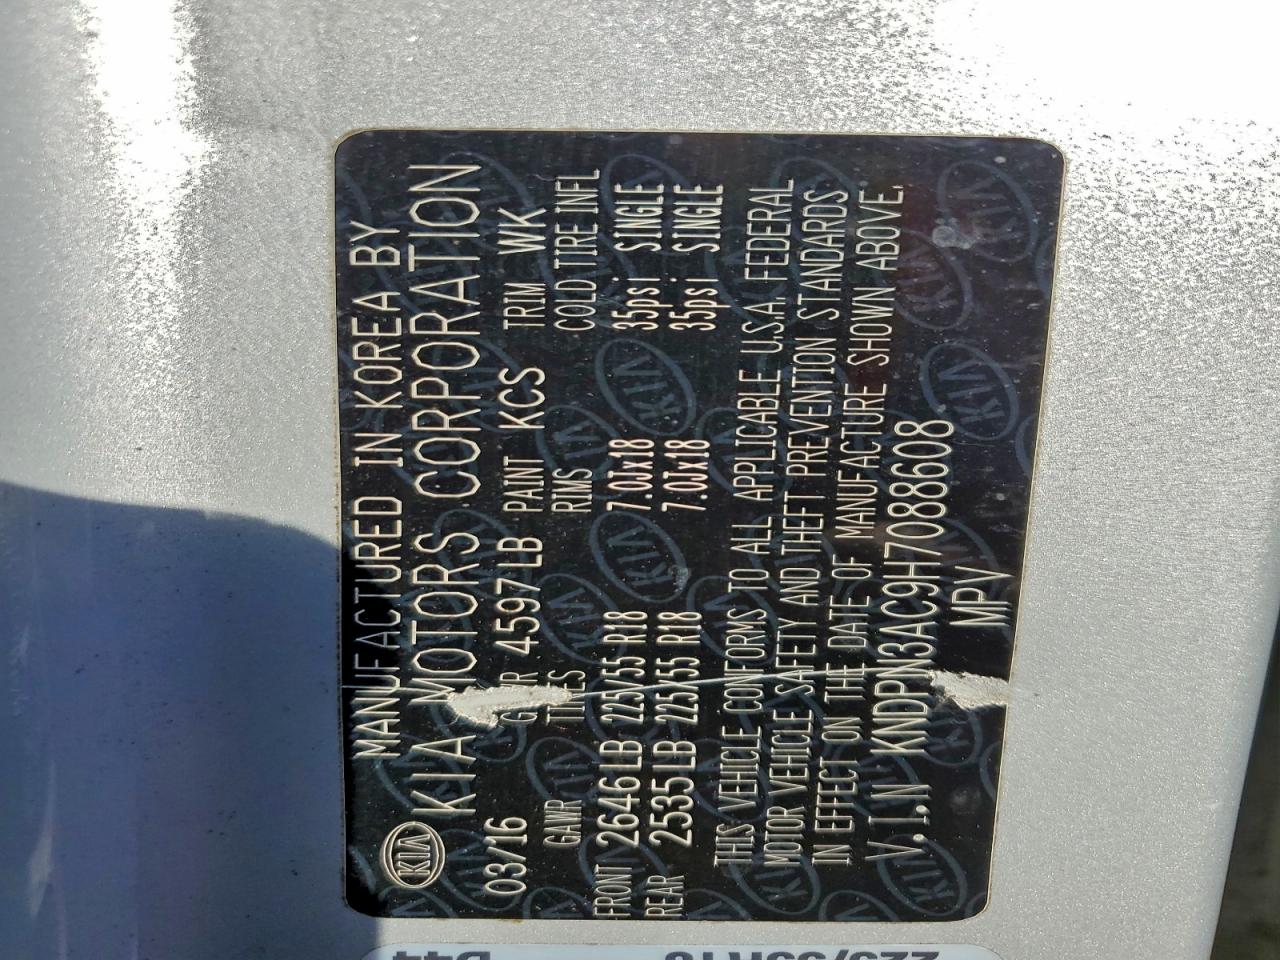 MANUFACTURED IN KOREA BY
KIA KIA MOTORS CORPORATION
03/16 GVWR 4597LB PAINT KCS TRIM WK
GAWR TIRES RIMS COLD TIRE INFL
FRONT 2646LB 225/55 R18 7.0Jx18 35psi SINGLE
REAR 2535LB 225/55 R18 7.0Jx18 35psi SINGLE
THIS VEHICLE CONFORMS TO ALL APPLICABLE U.S.A. FEDERAL
MOTOR VEHICLE SAFETY AND THEFT PREVENTION STANDARDS
IN EFFECT ON THE DATE OF MANUFACTURE SHOWN ABOVE.
V.I.N KNDPN3AC9H7088608
MPV